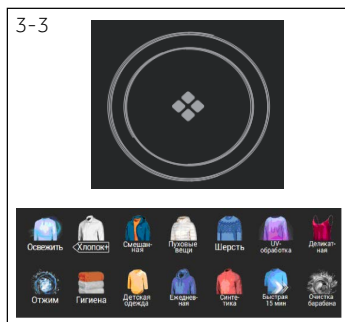 3-3
Освежить
Хлопок+
Смешан-
ная
Пуховые
вещи
Шерсть
UV-
обработка
Деликат-
ная
Отжим
Гигиена
Детская
одежда
Ежеднев-
ная
Синте-
тика
Быстрая
15 мин
Очистка
барабана